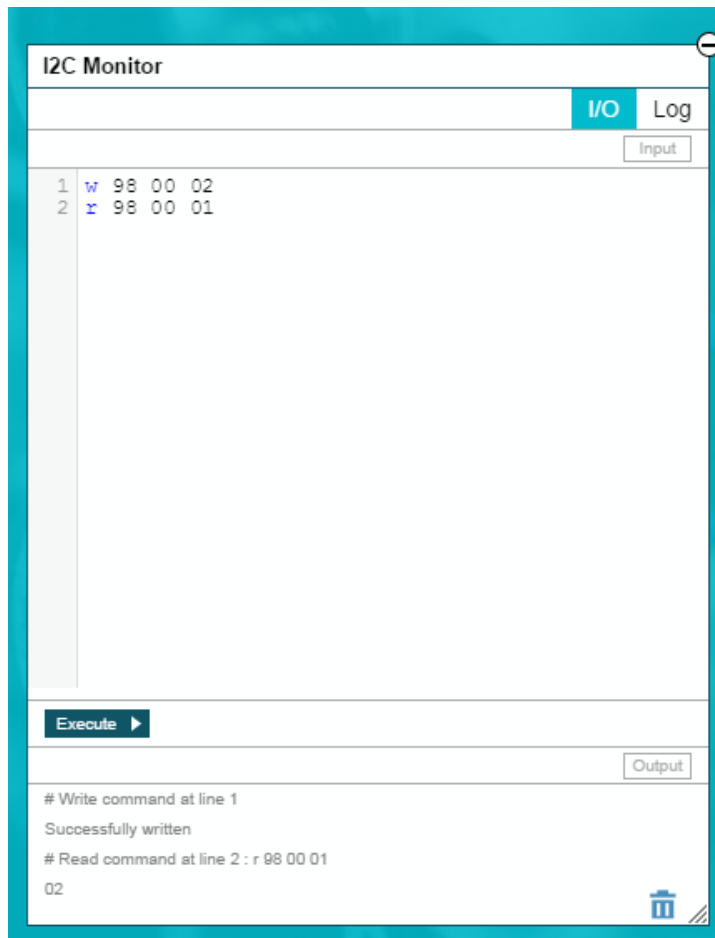 I2C Monitor
I/O Log
Input
1 w 98 00 02
2 r 98 00 01
Execute
Output
# Write command at line 1
Successfully written
# Read command at line 2 : r 98 00 01
02